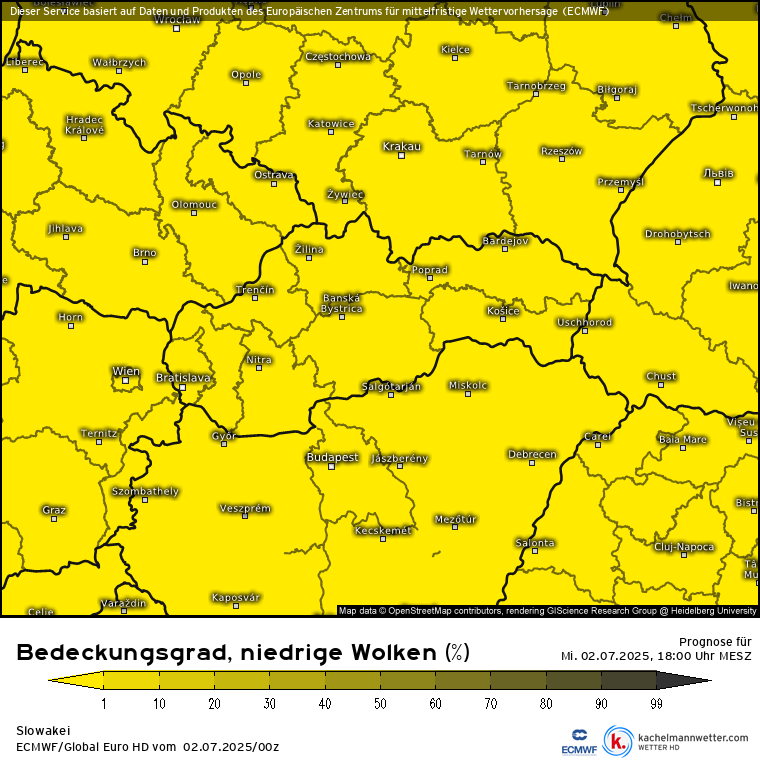 Dieser Service basiert auf Daten und Produkten des Europäischen Zentrums für mittelfristige Wettervorhersage (ECMWF)
Wrocław
Chełm
Kielce
Częstochowa
Liberec
Wałbrzych
Opole
Tarnobrzeg
Biłgoraj
Tscherwonoh
Hradec
Králové
Katowice
Krakau
Tarnów
Rzeszów
Ostrava
Przemyśl
Львів
Żywiec
Olomouc
Jihlava
Drohobytsch
Bardejov
Brno
Žilina
Poprad
Iwano
Trenčín
Banská
Bystrica
Horn
Košice
Uschhorod
Nitra
Wien
Bratislava
Salgótarján
Miskolc
Chust
Vișeu
Sus
Ternitz
Győr
Carei
Baia Mare
Budapest
Jászberény
Debrecen
Szombathely
Graz
Veszprém
Mezőtúr
Bistr
Kecskemét
Salonta
Cluj-Napoca
Tâ
Mu
Kaposvár
Varaždin
Celje
Map data © OpenStreetMap contributors, rendering GIScience Research Group @ Heidelberg University
Bedeckungsgrad, niedrige Wolken (%)
Prognose für
Mi. 02.07.2025, 18:00 Uhr MESZ
1 10 20 30 40 50 60 70 80 90 99
Slowakei
ECMWF/Global Euro HD vom 02.07.2025/00z
ECMWF
k.
kachelmannwetter.com
WETTER HD